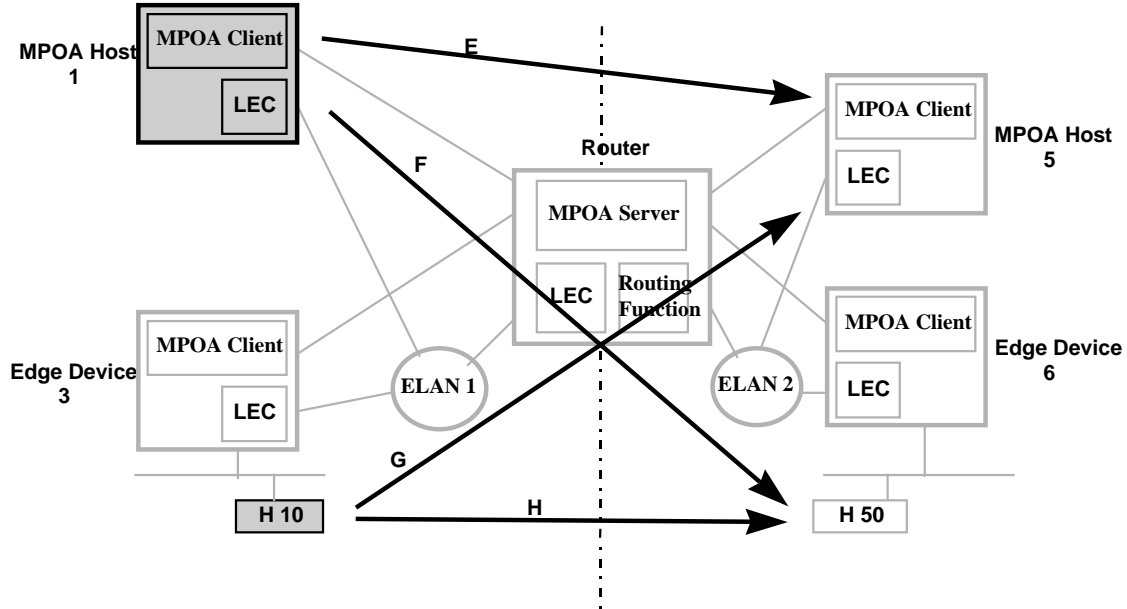 MPOA Host
1
MPOA Client
LEC
E
F
Router
MPOA Server
LEC
Routing
Function
MPOA Client
LEC
MPOA Host
5
Edge Device
3
MPOA Client
LEC
ELAN 1
ELAN 2
MPOA Client
LEC
Edge Device
6
G
H
H 10
H 50